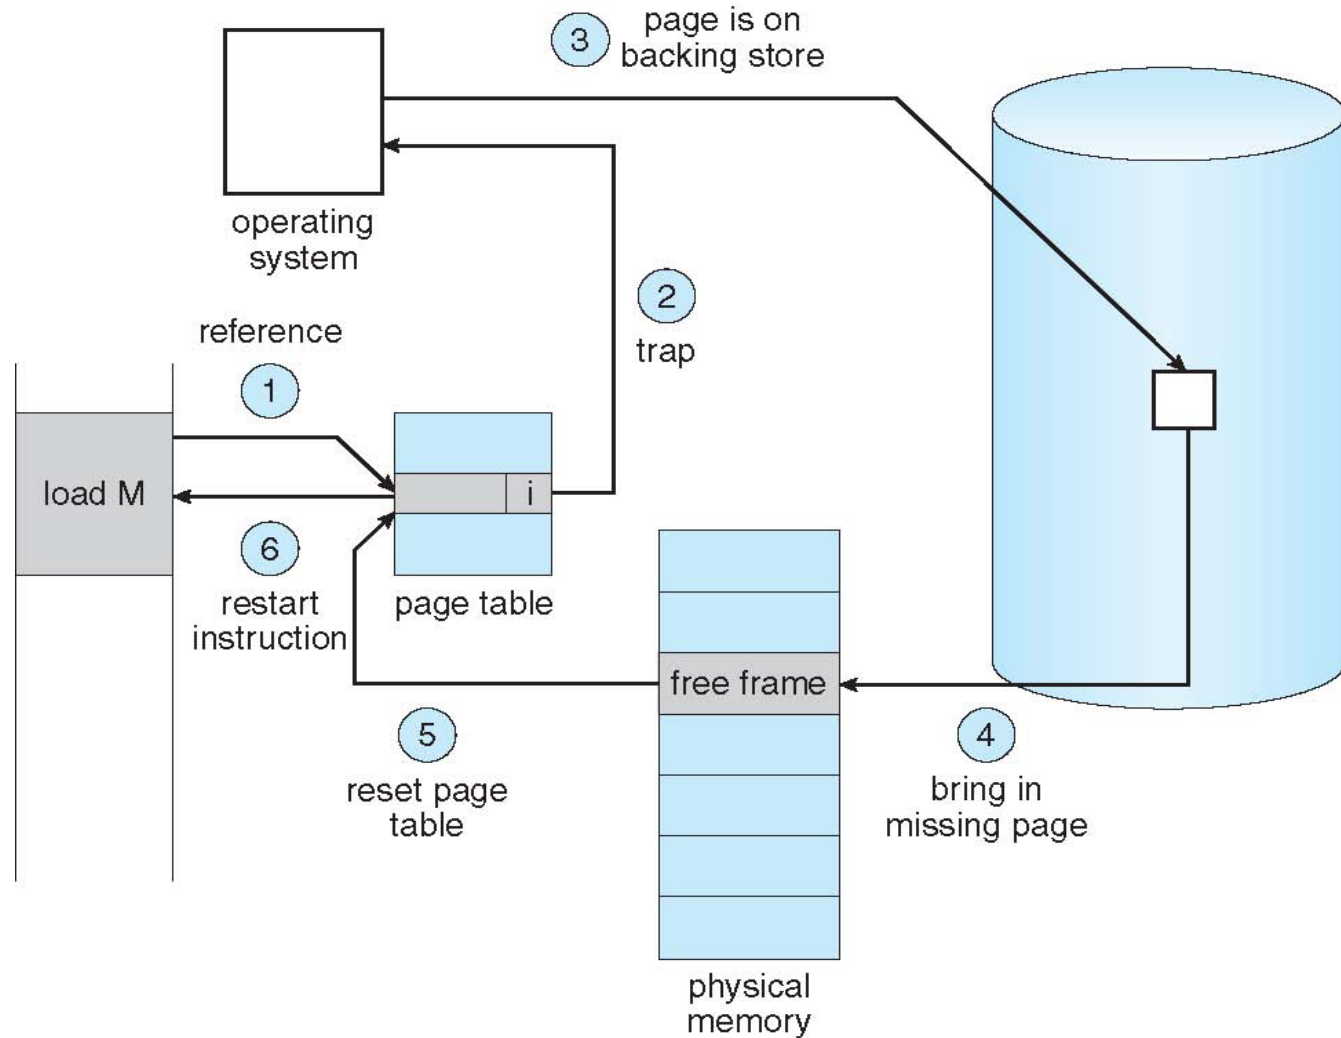 3
page is on
backing store
operating
system
2
trap
reference
1
load M
i
6
restart
instruction
page table
free frame
5
reset page
table
4
bring in
missing page
physical
memory